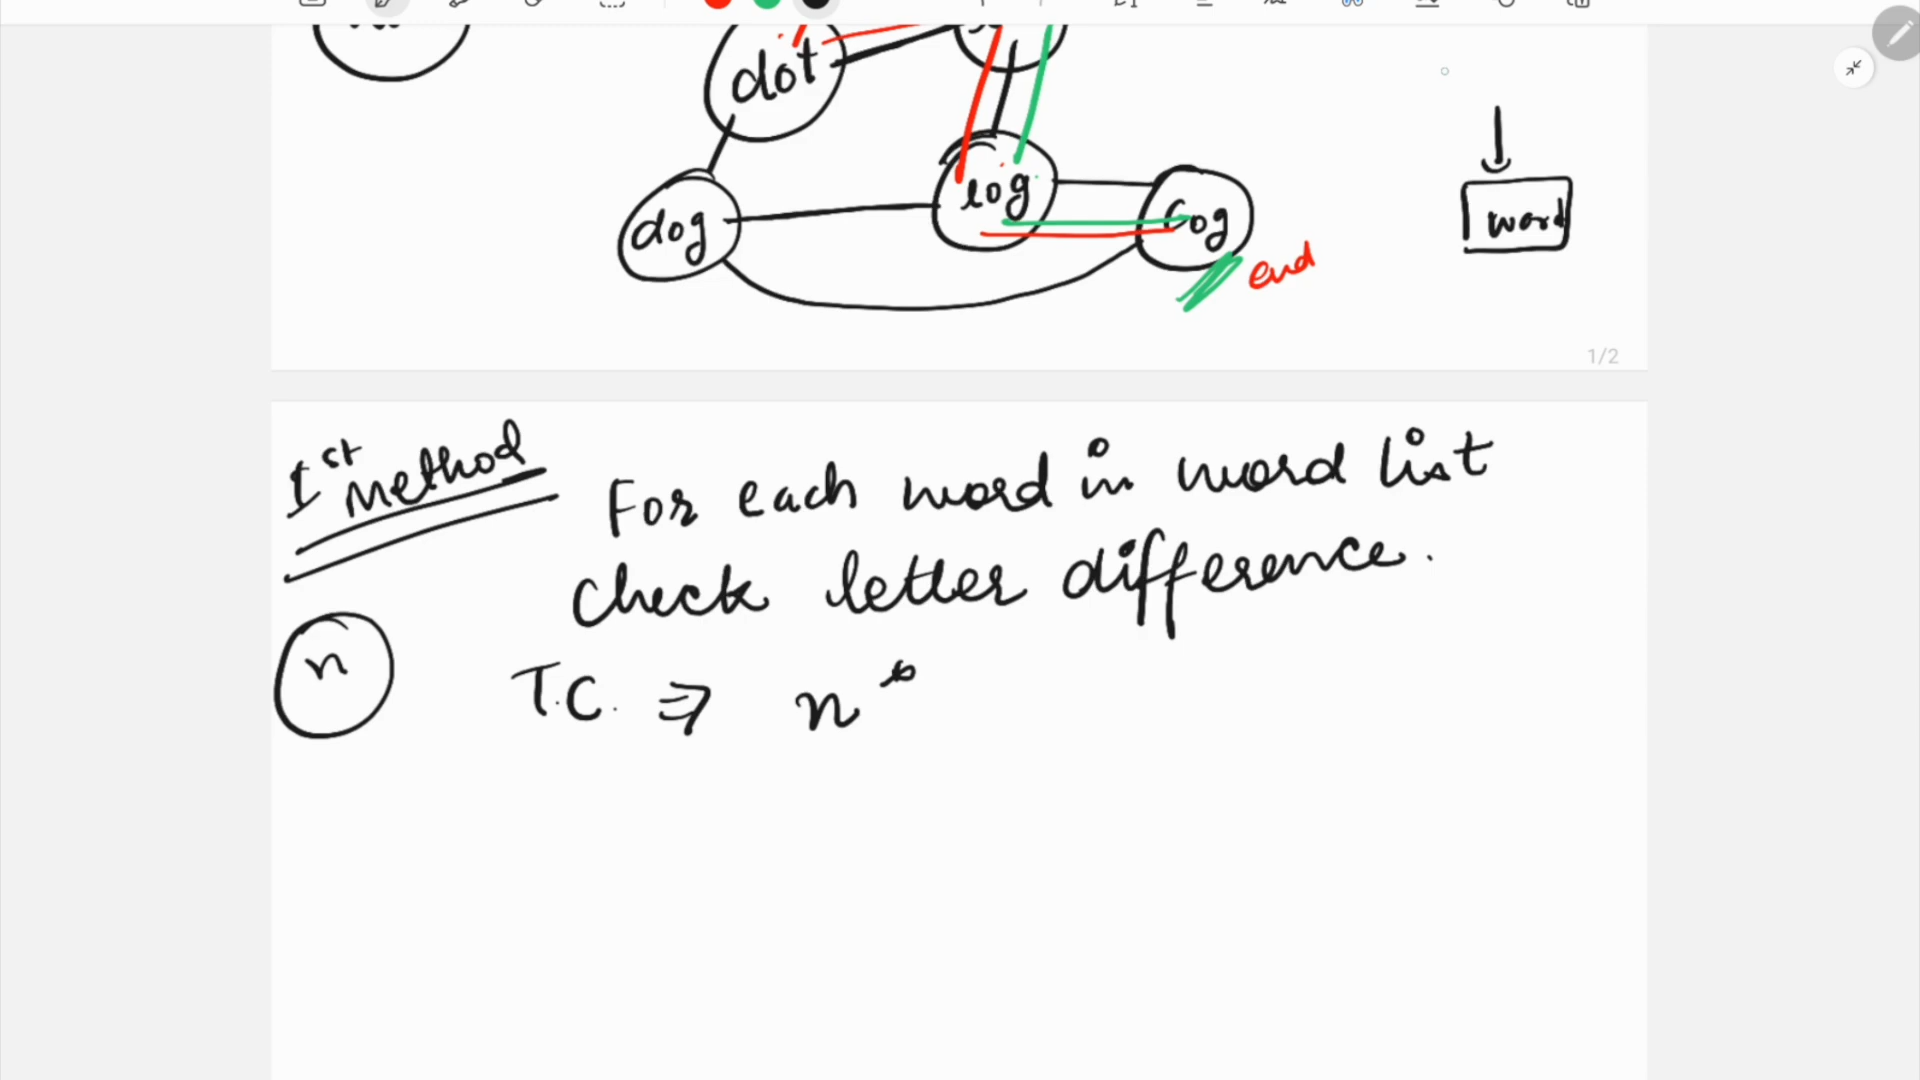 dot
log
dog
cog
word
end
1/2
1st Method
For each word in word list
check letter difference.
n
T.C. ⇒ n *